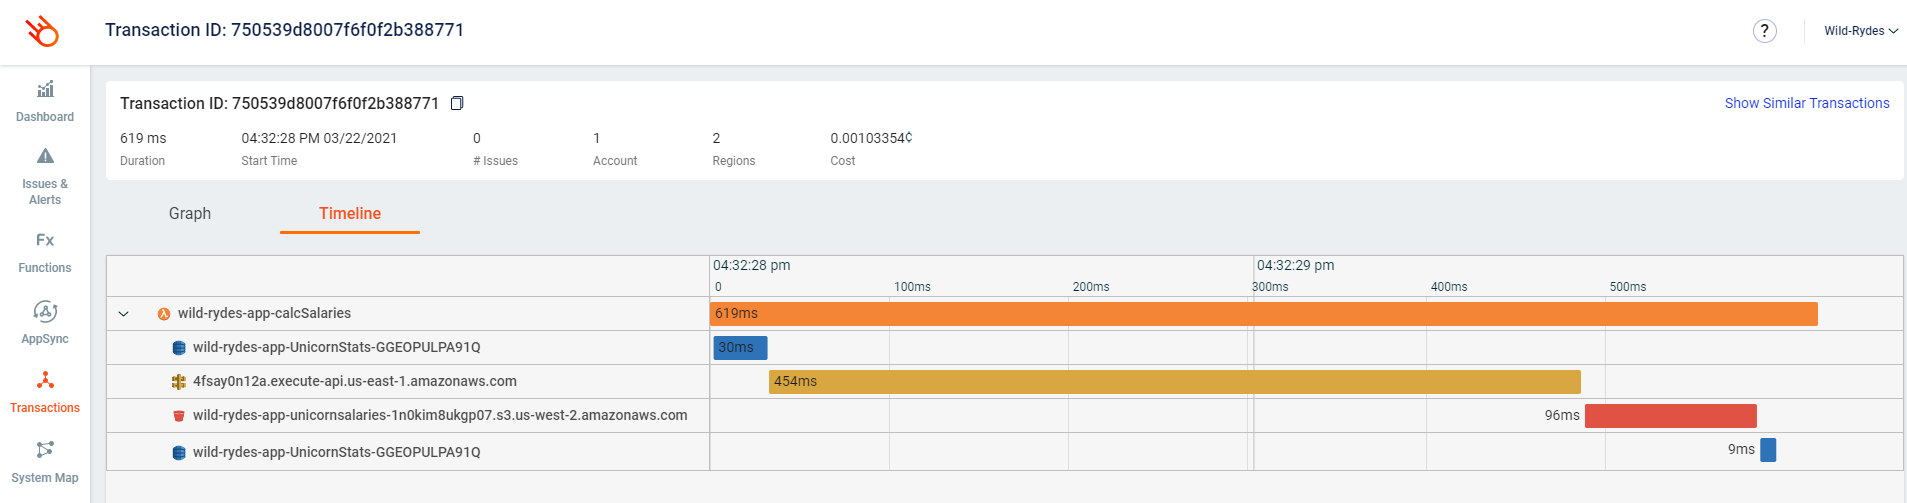 Transaction ID: 750539d8007f6f0f2b388771
?
Wild-Rydes
Dashboard
Issues &
Alerts
Fx
Functions
AppSync
Transactions
System Map
Transaction ID: 750539d8007f6f0f2b388771
Show Similar Transactions
619 ms
Duration
04:32:28 PM 03/22/2021
Start Time
0
# Issues
1
Account
2
Regions
0.00103354¢
Cost
Graph
Timeline
04:32:28 pm 04:32:29 pm
0 100ms 200ms 300ms 400ms 500ms
wild-rydes-app-calcSalaries 619ms
wild-rydes-app-UnicornStats-GGEOPULPA91Q 30ms
4fsay0n12a.execute-api.us-east-1.amazonaws.com 454ms
wild-rydes-app-unicornsalaries-1n0kim8ukgp07.s3.us-west-2.amazonaws.com 96ms
wild-rydes-app-UnicornStats-GGEOPULPA91Q 9ms